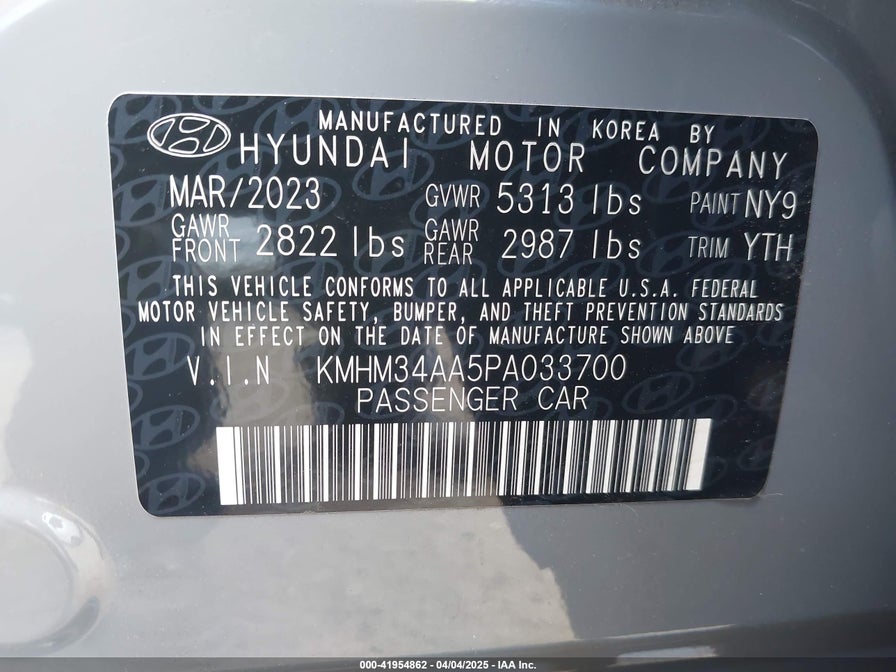 MANUFACTURED IN KOREA BY
HYUNDAI MOTOR COMPANY
MAR/2023 GVWR 5313 lbs PAINT NY9
GAWR FRONT 2822 lbs GAWR REAR 2987 lbs TRIM YTH
THIS VEHICLE CONFORMS TO ALL APPLICABLE U.S.A. FEDERAL
MOTOR VEHICLE SAFETY, BUMPER, AND THEFT PREVENTION STANDARDS
IN EFFECT ON THE DATE OF MANUFACTURE SHOWN ABOVE
V.I.N KMHM34AA5PA033700
PASSENGER CAR
000-41954862 - 04/04/2025 - IAA Inc.